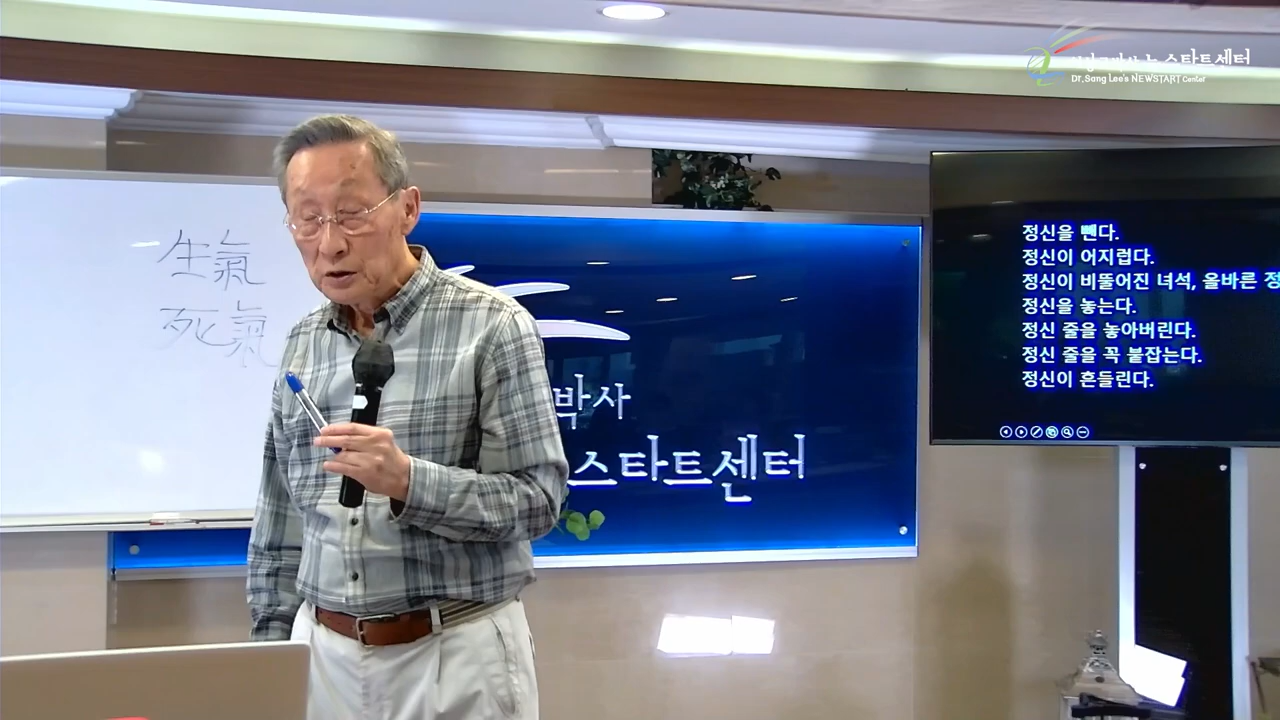 스타트센터
Dr.Sang Lee's NEWSTART Center
生氣
死氣
박사
스타트센터
정신을 뺀다.
정신이 어지럽다.
정신이 비뚤어진 녀석, 올바른
정신을 놓는다.
정신 줄을 놓아버린다.
정신 줄을 꼭 붙잡는다.
정신이 흔들린다.